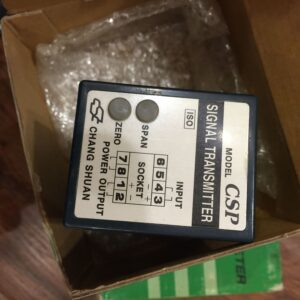 MODEL CSP
SIGNAL TRANSMITTER
ISO
INPUT
- +
6 5 4 3
SPAN SOCKET
7 8 1 2
- +
ZERO POWER OUTPUT
CHANG SHUAN
TTER